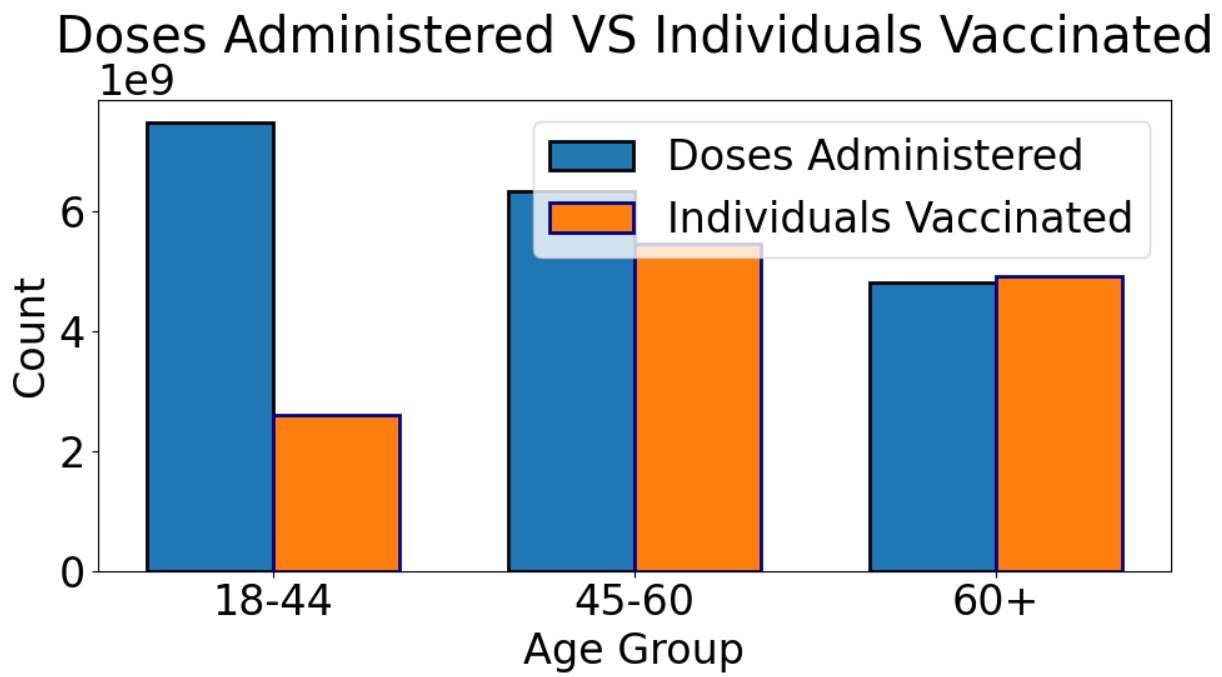 Doses Administered VS Individuals Vaccinated
1e9
Doses Administered
Individuals Vaccinated
6
4
2
0
Count
18-44 45-60 60+
Age Group